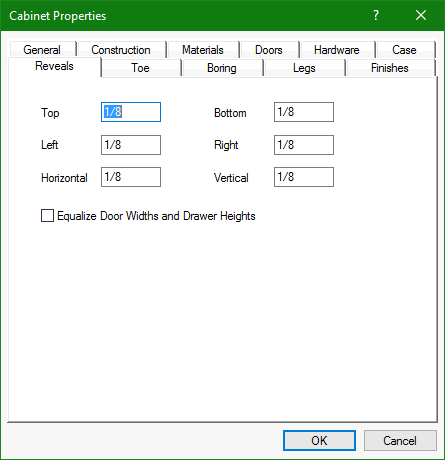 Cabinet Properties ?
General Construction Materials Doors Hardware Case
Reveals Toe Boring Legs Finishes
Top 1/8 Bottom 1/8
Left 1/8 Right 1/8
Horizontal 1/8 Vertical 1/8
Equalize Door Widths and Drawer Heights
OK Cancel